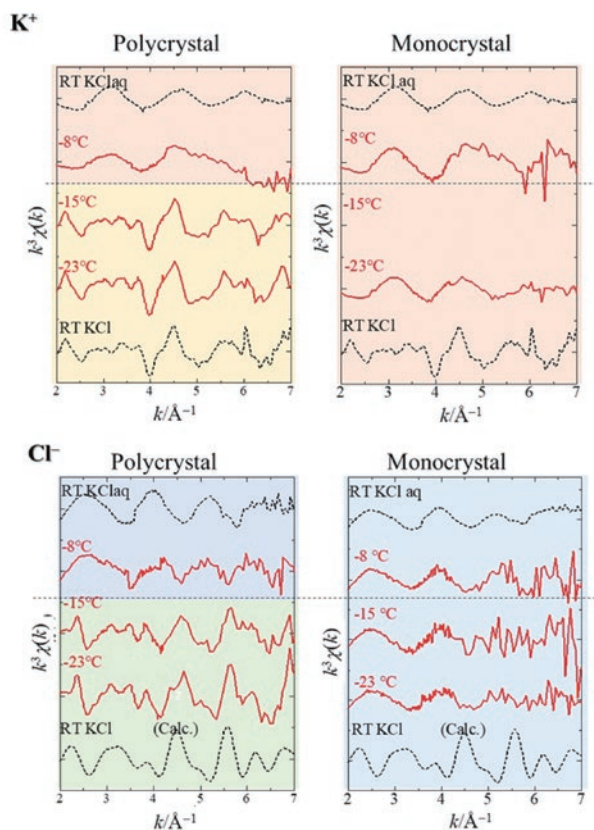 K⁺
Polycrystal
Monocrystal
RT KCl aq
RT KCl aq
-8°C
-8°C
-15°C
-15°C
k³χ(k)
k³χ(k)
-23°C
-23°C
RT KCl
RT KCl
2 3 4 5 6 7
2 3 4 5 6 7
k/Å⁻¹
k/Å⁻¹
Cl⁻
Polycrystal
Monocrystal
RT KClaq
RT KCl aq
-8°C
-8 °C
-15°C
-15 °C
k³χ(k)
k³χ(k)
-23°C
-23 °C
RT KCl (Calc.)
RT KCl (Calc.)
2 3 4 5 6 7
2 3 4 5 6 7
k/Å⁻¹
k/Å⁻¹